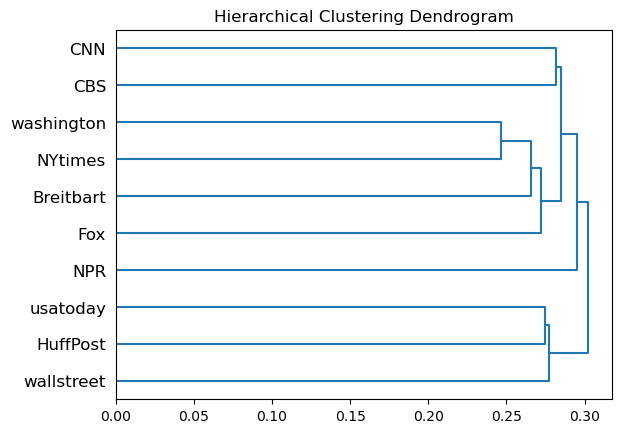 Hierarchical Clustering Dendrogram
CNN
CBS
washington
NYtimes
Breitbart
Fox
NPR
usatoday
HuffPost
wallstreet
0.00 0.05 0.10 0.15 0.20 0.25 0.30